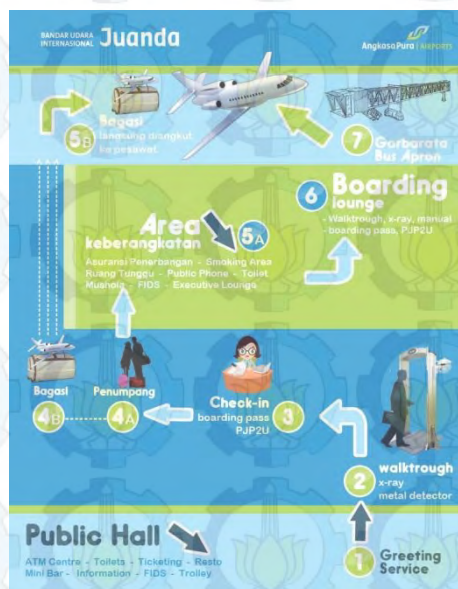 BANDAR UDARA
INTERNASIONAL
Juanda
Angkasa Pura | AIRPORTS
5B
Bagasi
langsung diangkut
ke pesawat
7
Garbarata
Bus Apron
6
Boarding
lounge
- Walktrough, x-ray, manual
- boarding pass, PJP2U
Area
keberangkatan
5A
Asuransi Penerbangan - Smoking Area
Ruang Tunggu - Public Phone - Toilet
Musnola - FIDS - Executive Lounge
Bagasi
4B
Penumpang
4A
Check-in
boarding pass
PJP2U
3
2
walktrough
x-ray
metal detector
Public Hall
ATM Centre - Toilets - Ticketing - Resto
Mini Bar - Information - FIDS - Trolley
1
Greeting
Service